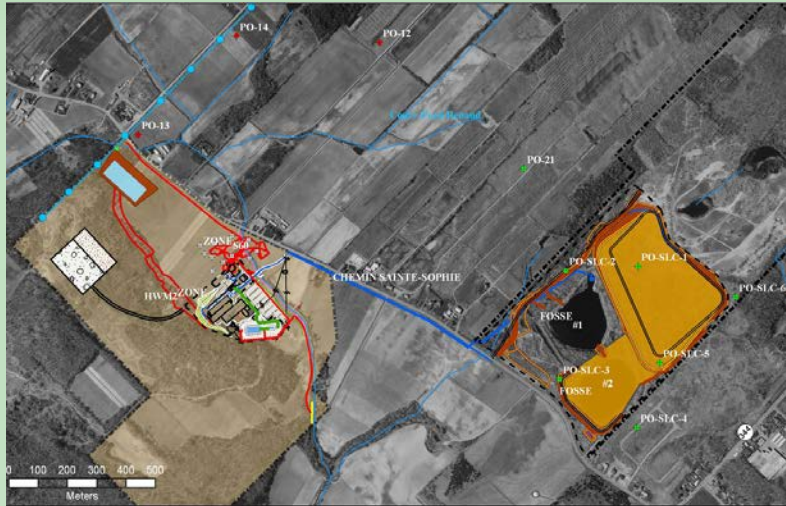 PO-14
PO-12
PO-13
PO-21
ZONE
S60
CHEMIN SAINTE-SOPHIE
PO-SLC-2
PO-SLC-1
PO-SLC-6
HWM2
ZONE
FOSSE
#1
PO-SLC-5
PO-SLC-3
FOSSE
#2
PO-SLC-4
0 100 200 300 400 500
Meters